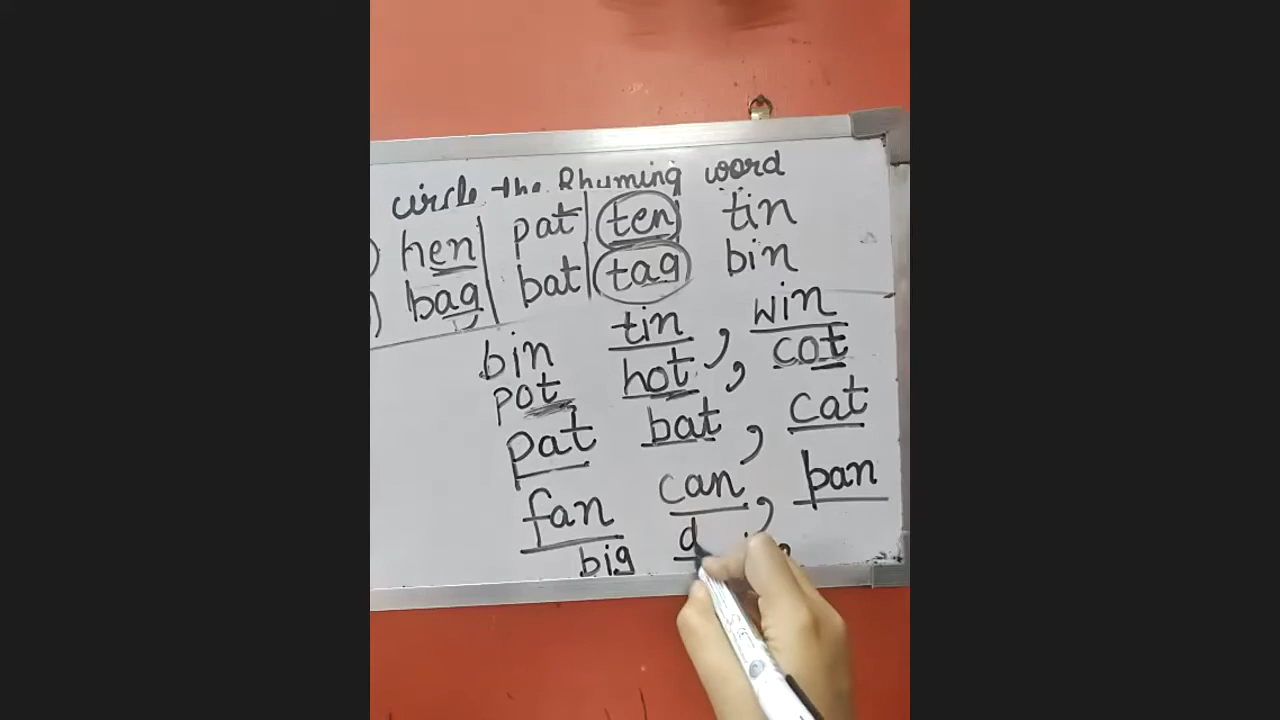 circle the Rhyming word
) hen pat ten tin
) bag bat tag bin
bin tin , win
pot hot , cot
pat bat , cat
fan can , pan
big d